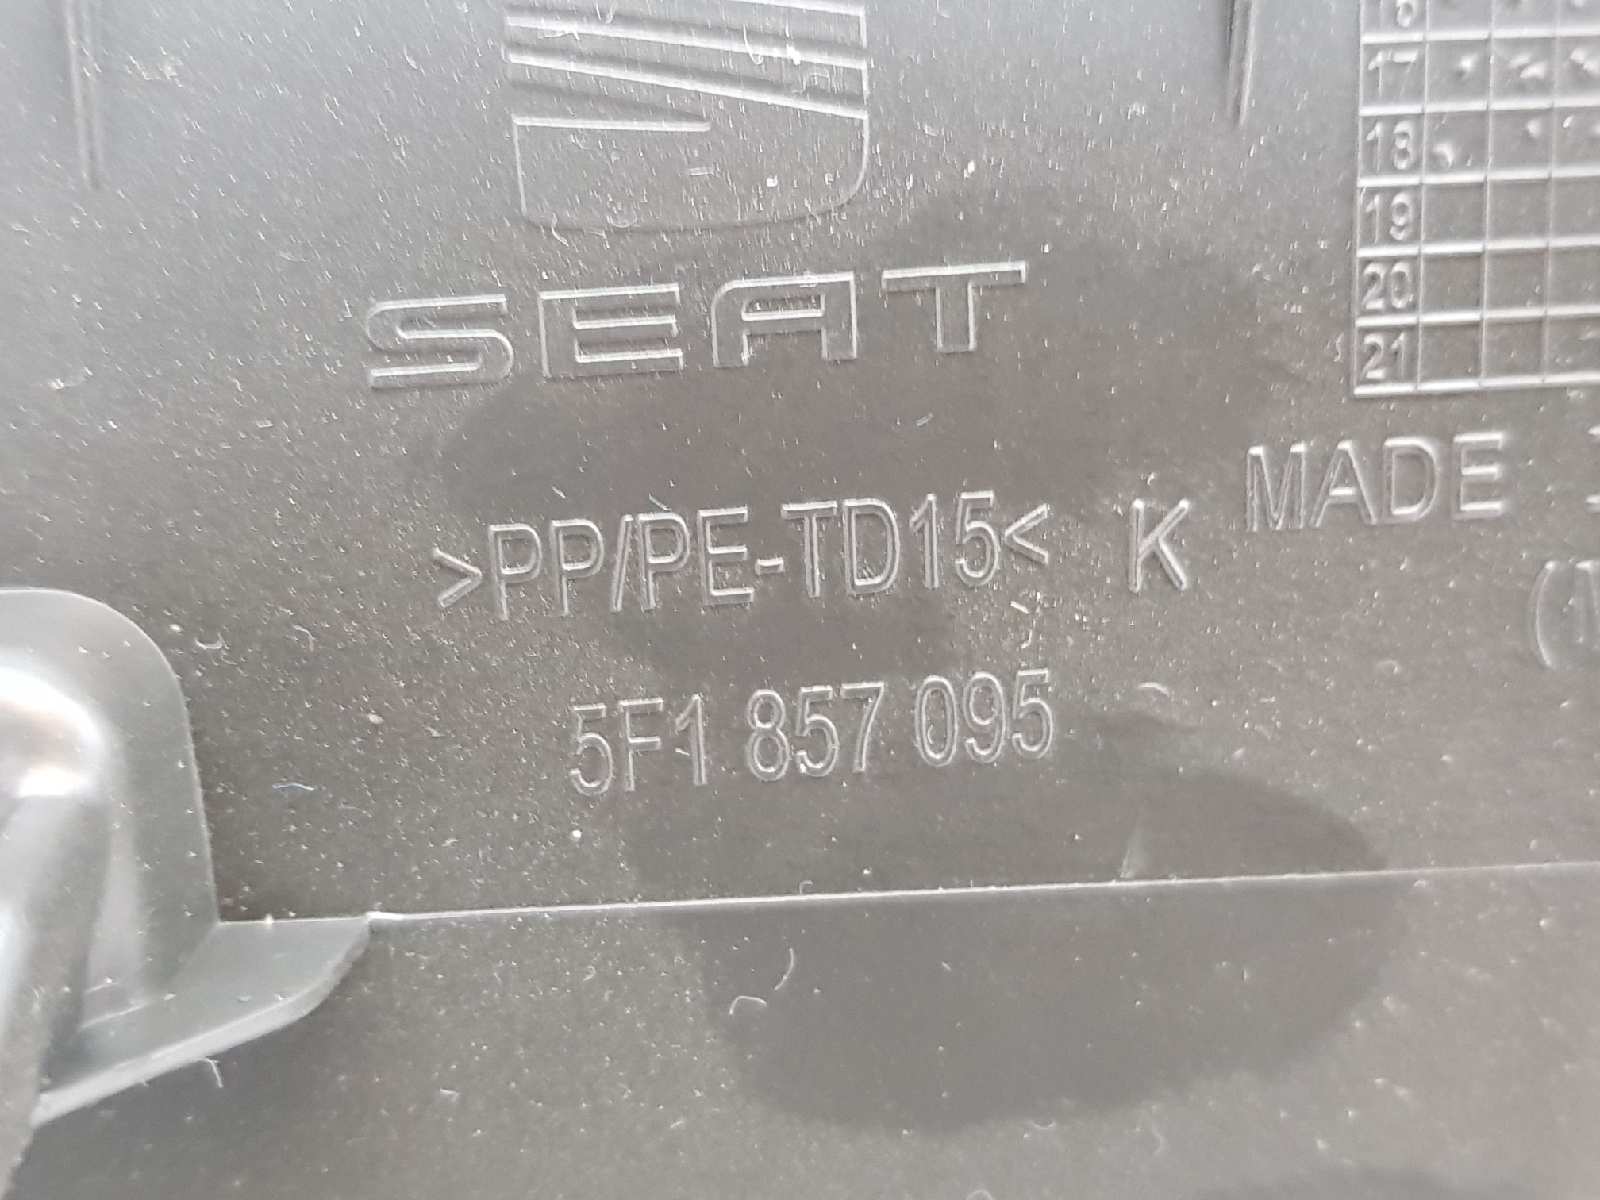 17
18
19
20
21
SEAT
MADE
>PP/PE-TD15< K
5F1 857 095